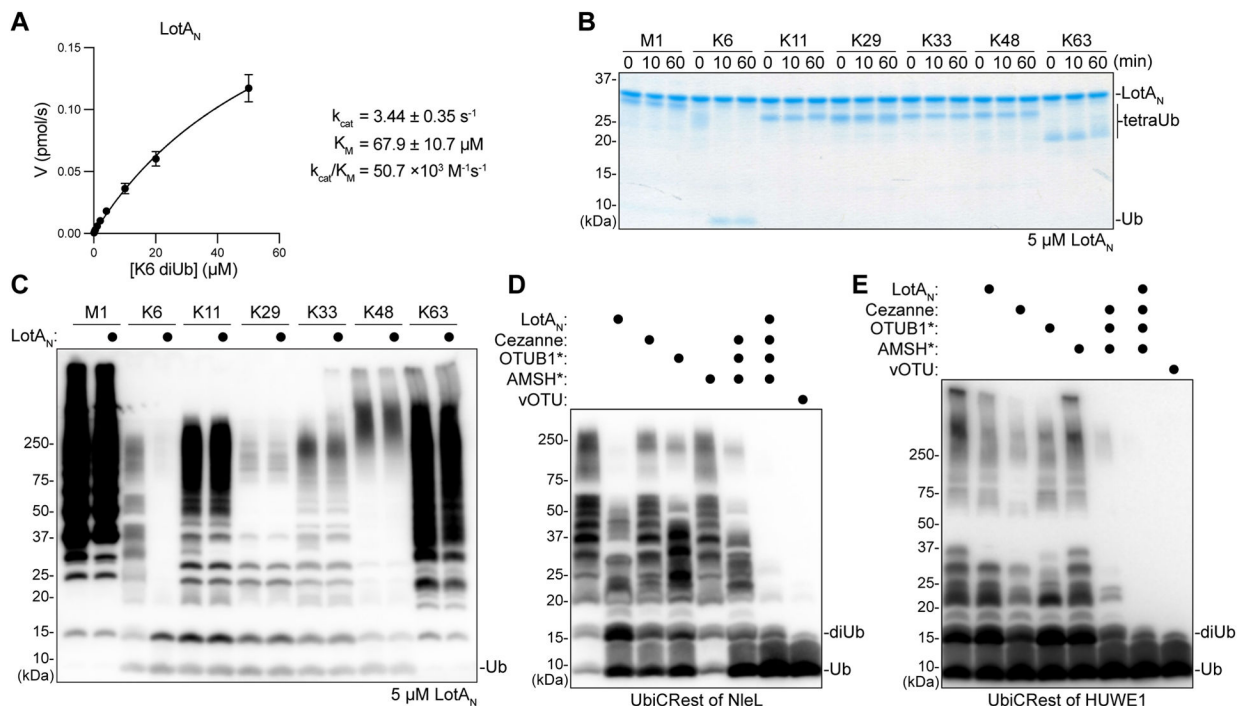 A
LotA_N
0.15
0.10
0.05
0.00
V (pmol/s)
0 20 40 60
[K6 diUb] (µM)
k_cat = 3.44 ± 0.35 s⁻¹
K_M = 67.9 ± 10.7 µM
k_cat/K_M = 50.7 ×10³ M⁻¹s⁻¹
B
M1 K6 K11 K29 K33 K48 K63
0 10 60 0 10 60 0 10 60 0 10 60 0 10 60 0 10 60 0 10 60 (min)
37-
25-
20-
15-
10-
(kDa)
-LotA_N
-tetraUb
-Ub
5 µM LotA_N
C
M1 K6 K11 K29 K33 K48 K63
LotA_N:
250-
75-
50-
37-
25-
20-
15-
10-
(kDa)
-Ub
5 µM LotA_N
D
LotA_N:
Cezanne:
OTUB1*:
AMSH*:
vOTU:
250-
75-
50-
37-
25-
20-
15-
10-
(kDa)
-diUb
-Ub
UbiCRest of NleL
E
LotA_N:
Cezanne:
OTUB1*:
AMSH*:
vOTU:
250-
75-
50-
37-
25-
20-
15-
10-
(kDa)
-diUb
-Ub
UbiCRest of HUWE1